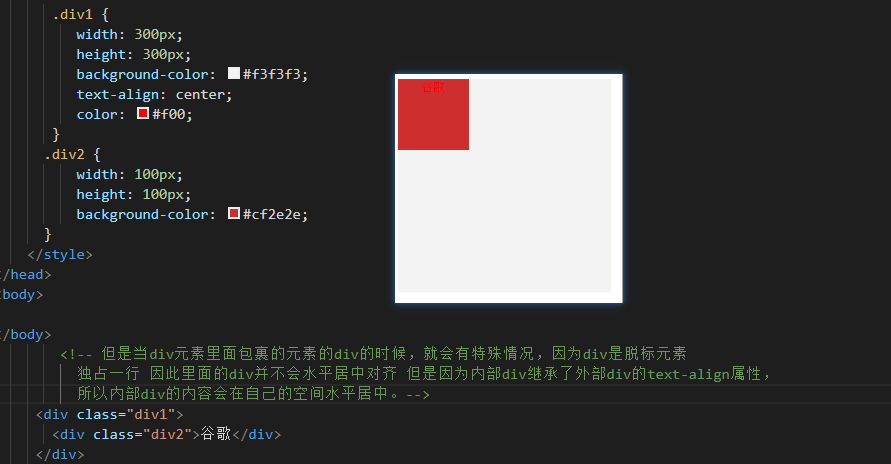 .div1 {
width: 300px;
height: 300px;
background-color: #f3f3f3;
text-align: center;
color: #f00;
}
.div2 {
width: 100px;
height: 100px;
background-color: #cf2e2e;
}
</style>
/head>
body>
/body>
<!-- 但是当div元素里面包裹的元素的div的时候，就会有特殊情况，因为div是脱标元素
独占一行 因此里面的div并不会水平居中对齐 但是因为内部div继承了外部div的text-align属性，
所以内部div的内容会在自己的空间水平居中。-->
<div class="div1">
<div class="div2">谷歌</div>
</div>
谷歌